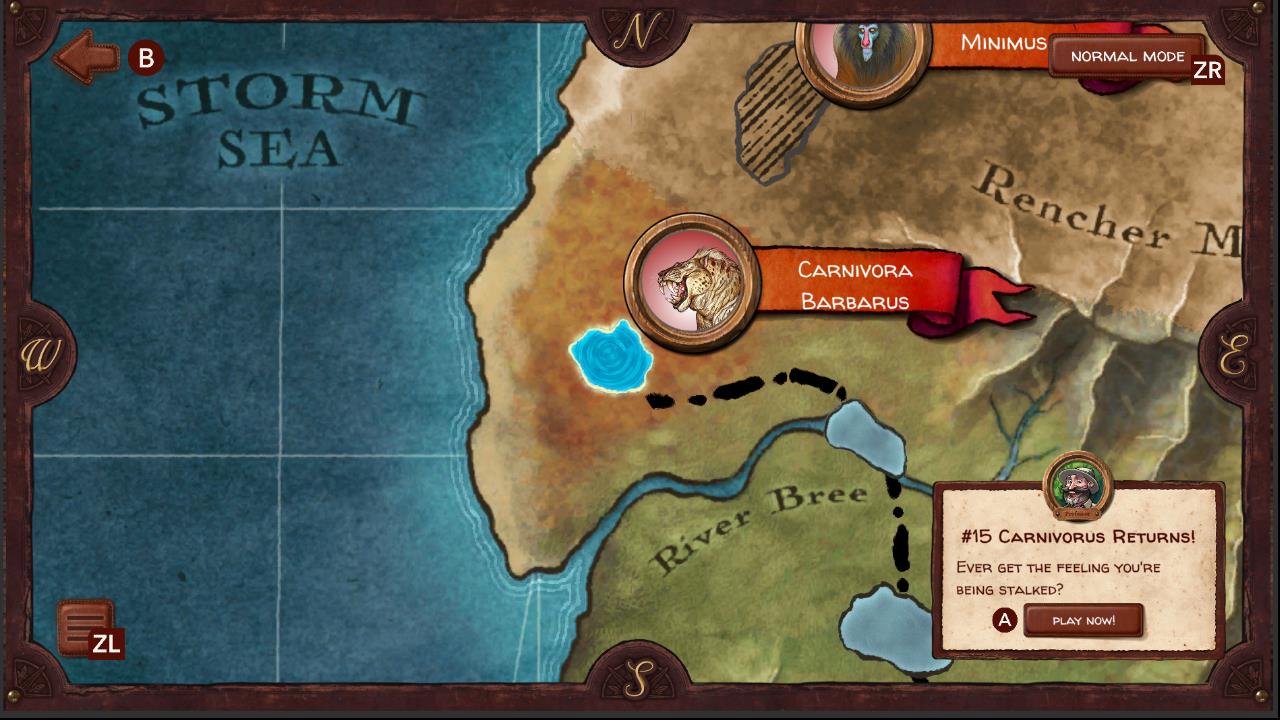 N
B
STORM
SEA
MINIMUS
NORMAL MODE
ZR
Rencher M
CARNIVORA
BARBARUS
W
E
River Bree
Professor
#15 CARNIVORUS RETURNS!
EVER GET THE FEELING YOU'RE
BEING STALKED?
A
PLAY NOW!
ZL
S